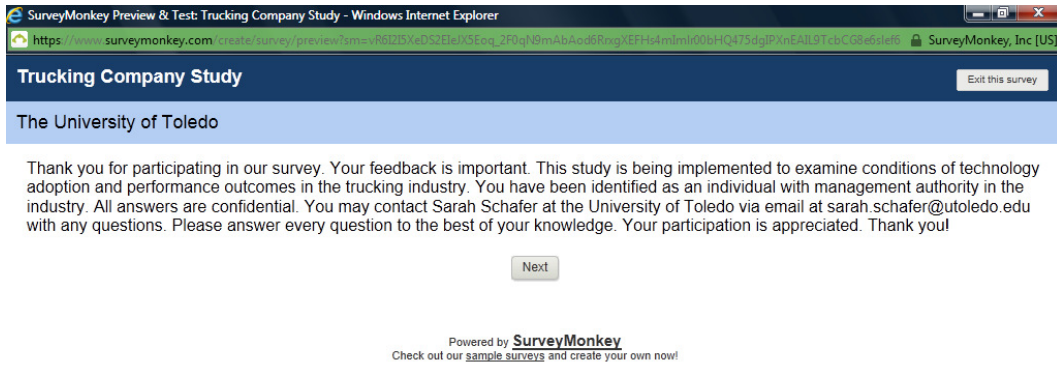 SurveyMonkey Preview & Test: Trucking Company Study - Windows Internet Explorer
https://www.surveymonkey.com/create/survey/preview?sm= SurveyMonkey, Inc [US]
Trucking Company Study
Exit this survey
The University of Toledo
Thank you for participating in our survey. Your feedback is important. This study is being implemented to examine conditions of technology
adoption and performance outcomes in the trucking industry. You have been identified as an individual with management authority in the
industry. All answers are confidential. You may contact Sarah Schafer at the University of Toledo via email at sarah.schafer@utoledo.edu
with any questions. Please answer every question to the best of your knowledge. Your participation is appreciated. Thank you!
Next
Powered by SurveyMonkey
Check out our sample surveys and create your own now!